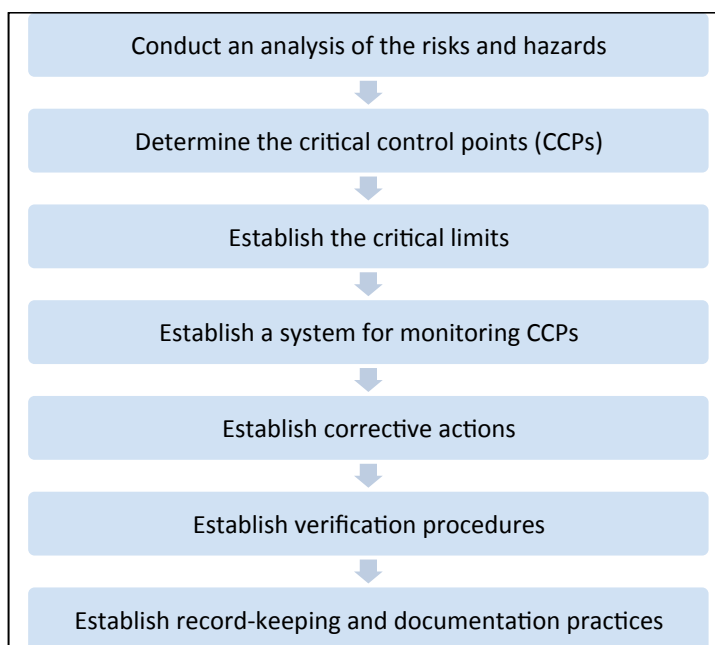 Conduct an analysis of the risks and hazards
Determine the critical control points (CCPs)
Establish the critical limits
Establish a system for monitoring CCPs
Establish corrective actions
Establish verification procedures
Establish record-keeping and documentation practices